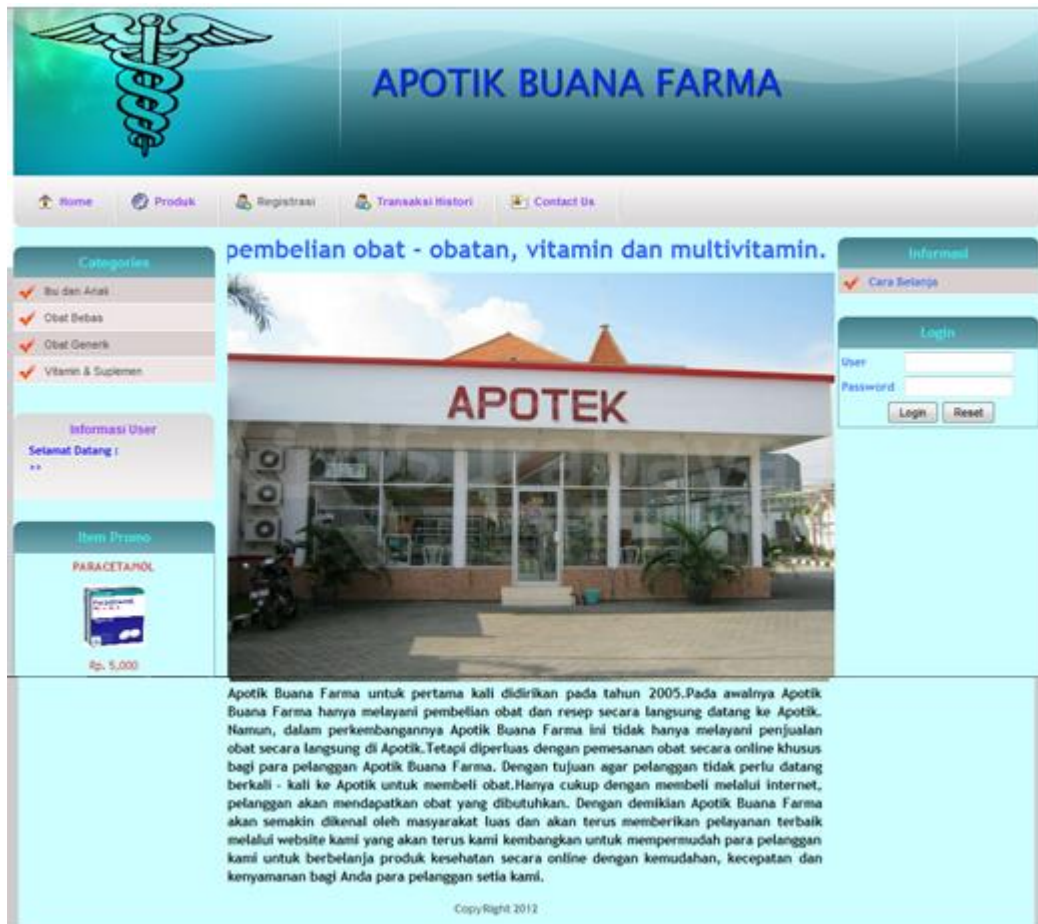 APOTIK BUANA FARMA
Home
Produk
Registrasi
Transaksi Histori
Contact Us
Categories
Ibu dan Anak
Obat Bebas
Obat Generik
Vitamin & Suplemen
Informasi User
Selamat Datang :
>>
Item Promo
PARACETAMOL
Rp. 5,000
pembelian obat - obatan, vitamin dan multivitamin.
APOTEK
Apotik Buana Farma untuk pertama kali didirikan pada tahun 2005.Pada awalnya Apotik
Buana Farma hanya melayani pembelian obat dan resep secara langsung datang ke Apotik.
Namun, dalam perkembangannya Apotik Buana Farma ini tidak hanya melayani penjualan
obat secara langsung di Apotik.Tetapi diperluas dengan pemesanan obat secara online khusus
bagi para pelanggan Apotik Buana Farma. Dengan tujuan agar pelanggan tidak perlu datang
berkali - kali ke Apotik untuk membeli obat.Hanya cukup dengan membeli melalui internet,
pelanggan akan mendapatkan obat yang dibutuhkan. Dengan demikian Apotik Buana Farma
akan semakin dikenal oleh masyarakat luas dan akan terus memberikan pelayanan terbaik
melalui website kami yang akan terus kami kembangkan untuk mempermudah para pelanggan
kami untuk berbelanja produk kesehatan secara online dengan kemudahan, kecepatan dan
kenyamanan bagi Anda para pelanggan setia kami.
Informasi
Cara Belanja
Login
User
Password
Login
Reset
CopyRight 2012